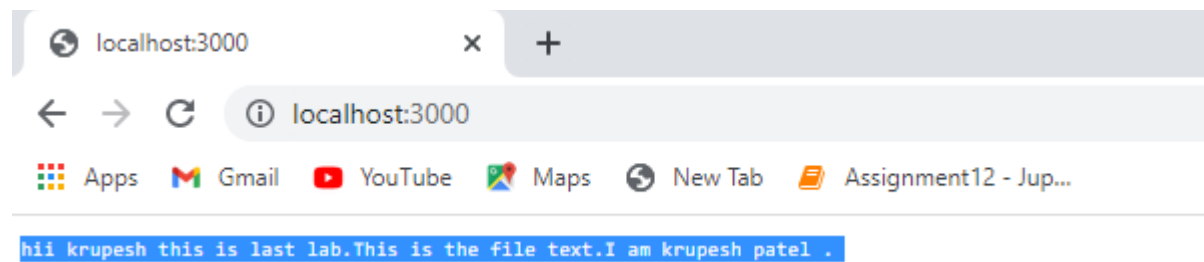 localhost:3000
localhost:3000
Apps Gmail YouTube Maps New Tab Assignment12 - Jup...
hii krupesh this is last lab.This is the file text.I am krupesh patel .